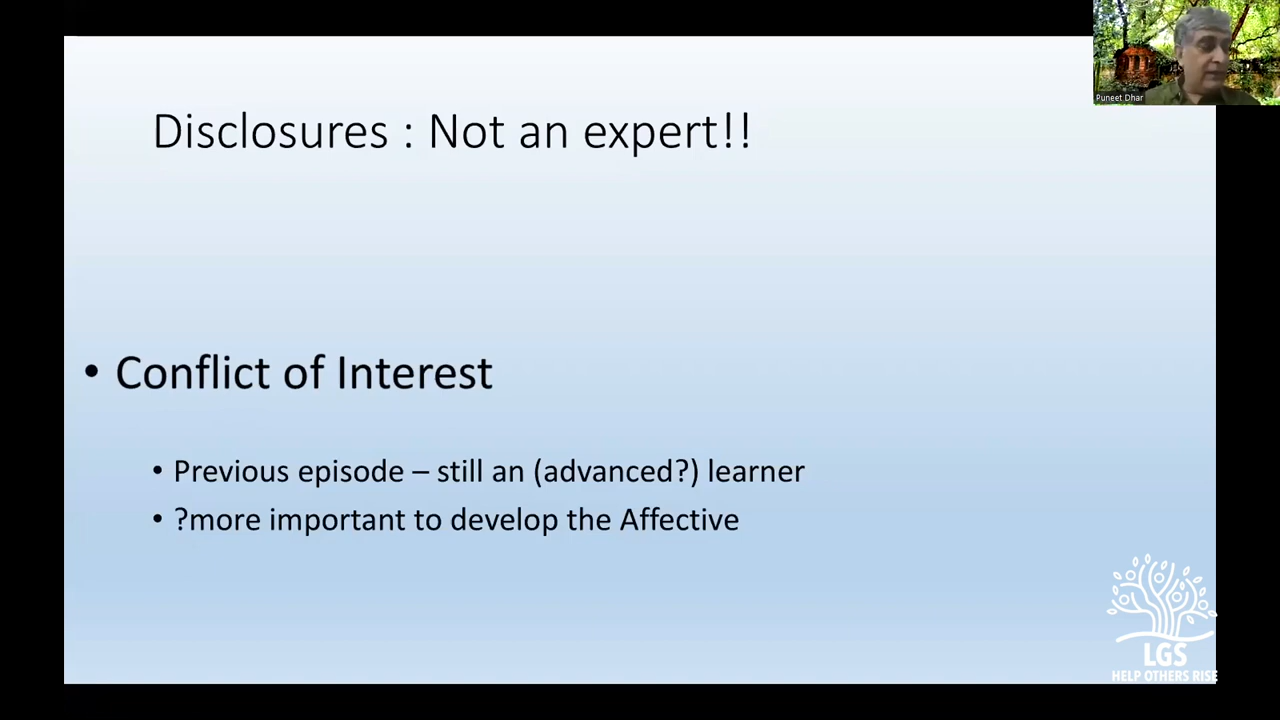 Puneet Dhar
Disclosures : Not an expert!!
• Conflict of Interest
• Previous episode – still an (advanced?) learner
• ?more important to develop the Affective
LGS
HELP OTHERS RISE